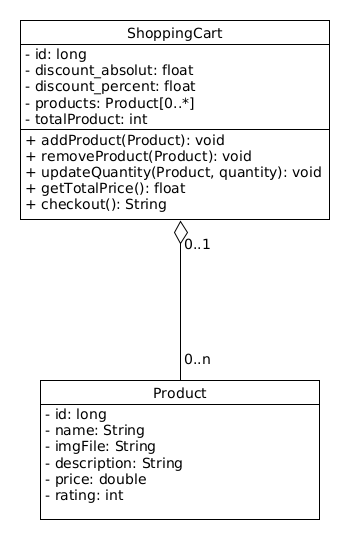 ShoppingCart
- id: long
- discount_absolut: float
- discount_percent: float
- products: Product[0..*]
- totalProduct: int
+ addProduct(Product): void
+ removeProduct(Product): void
+ updateQuantity(Product, quantity): void
+ getTotalPrice(): float
+ checkout(): String
0..1
0..n
Product
- id: long
- name: String
- imgFile: String
- description: String
- price: double
- rating: int